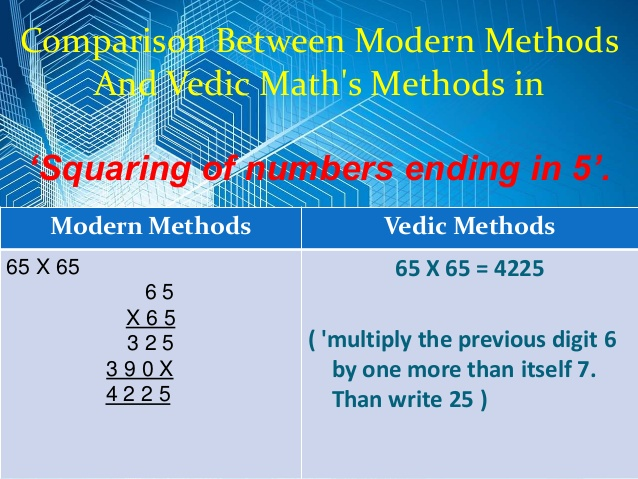 Comparison Between Modern Methods
And Vedic Math's Methods in
‘Squaring of numbers ending in 5’.
Modern Methods
Vedic Methods
65 X 65
6 5
X 6 5
3 2 5
3 9 0 X
4 2 2 5
65 X 65 = 4225
( 'multiply the previous digit 6
by one more than itself 7.
Than write 25 )